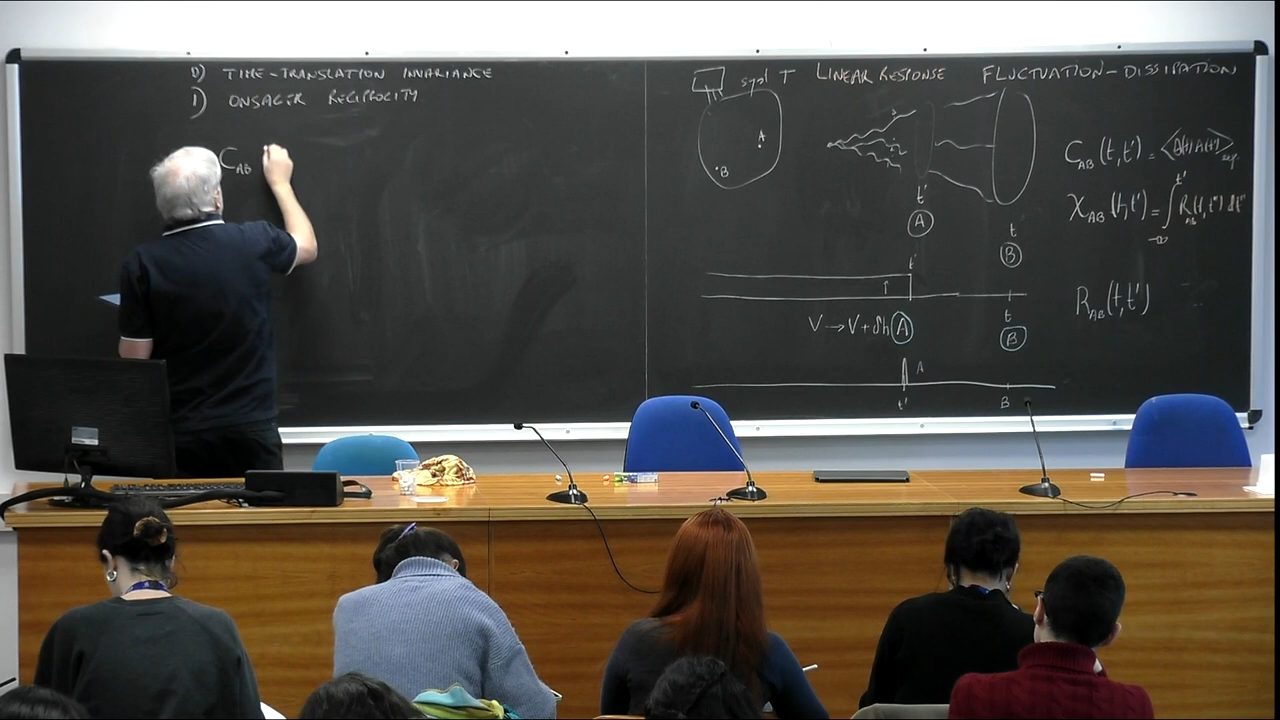 0) TIME-TRANSLATION INVARIANCE
1) ONSAGER RECIPROCITY
C_AB
syst T LINEAR RESPONSE FLUCTUATION-DISSIPATION
A
B
C_AB(t,t') = <B(t) A(t')>
χ_AB(t,t') = ∫_{-∞}^{t'} R_AB(t,t'') dt''
R_AB(t,t')
t'
A
t
B
t'
t
V → V + δh A
B
A
t'
B